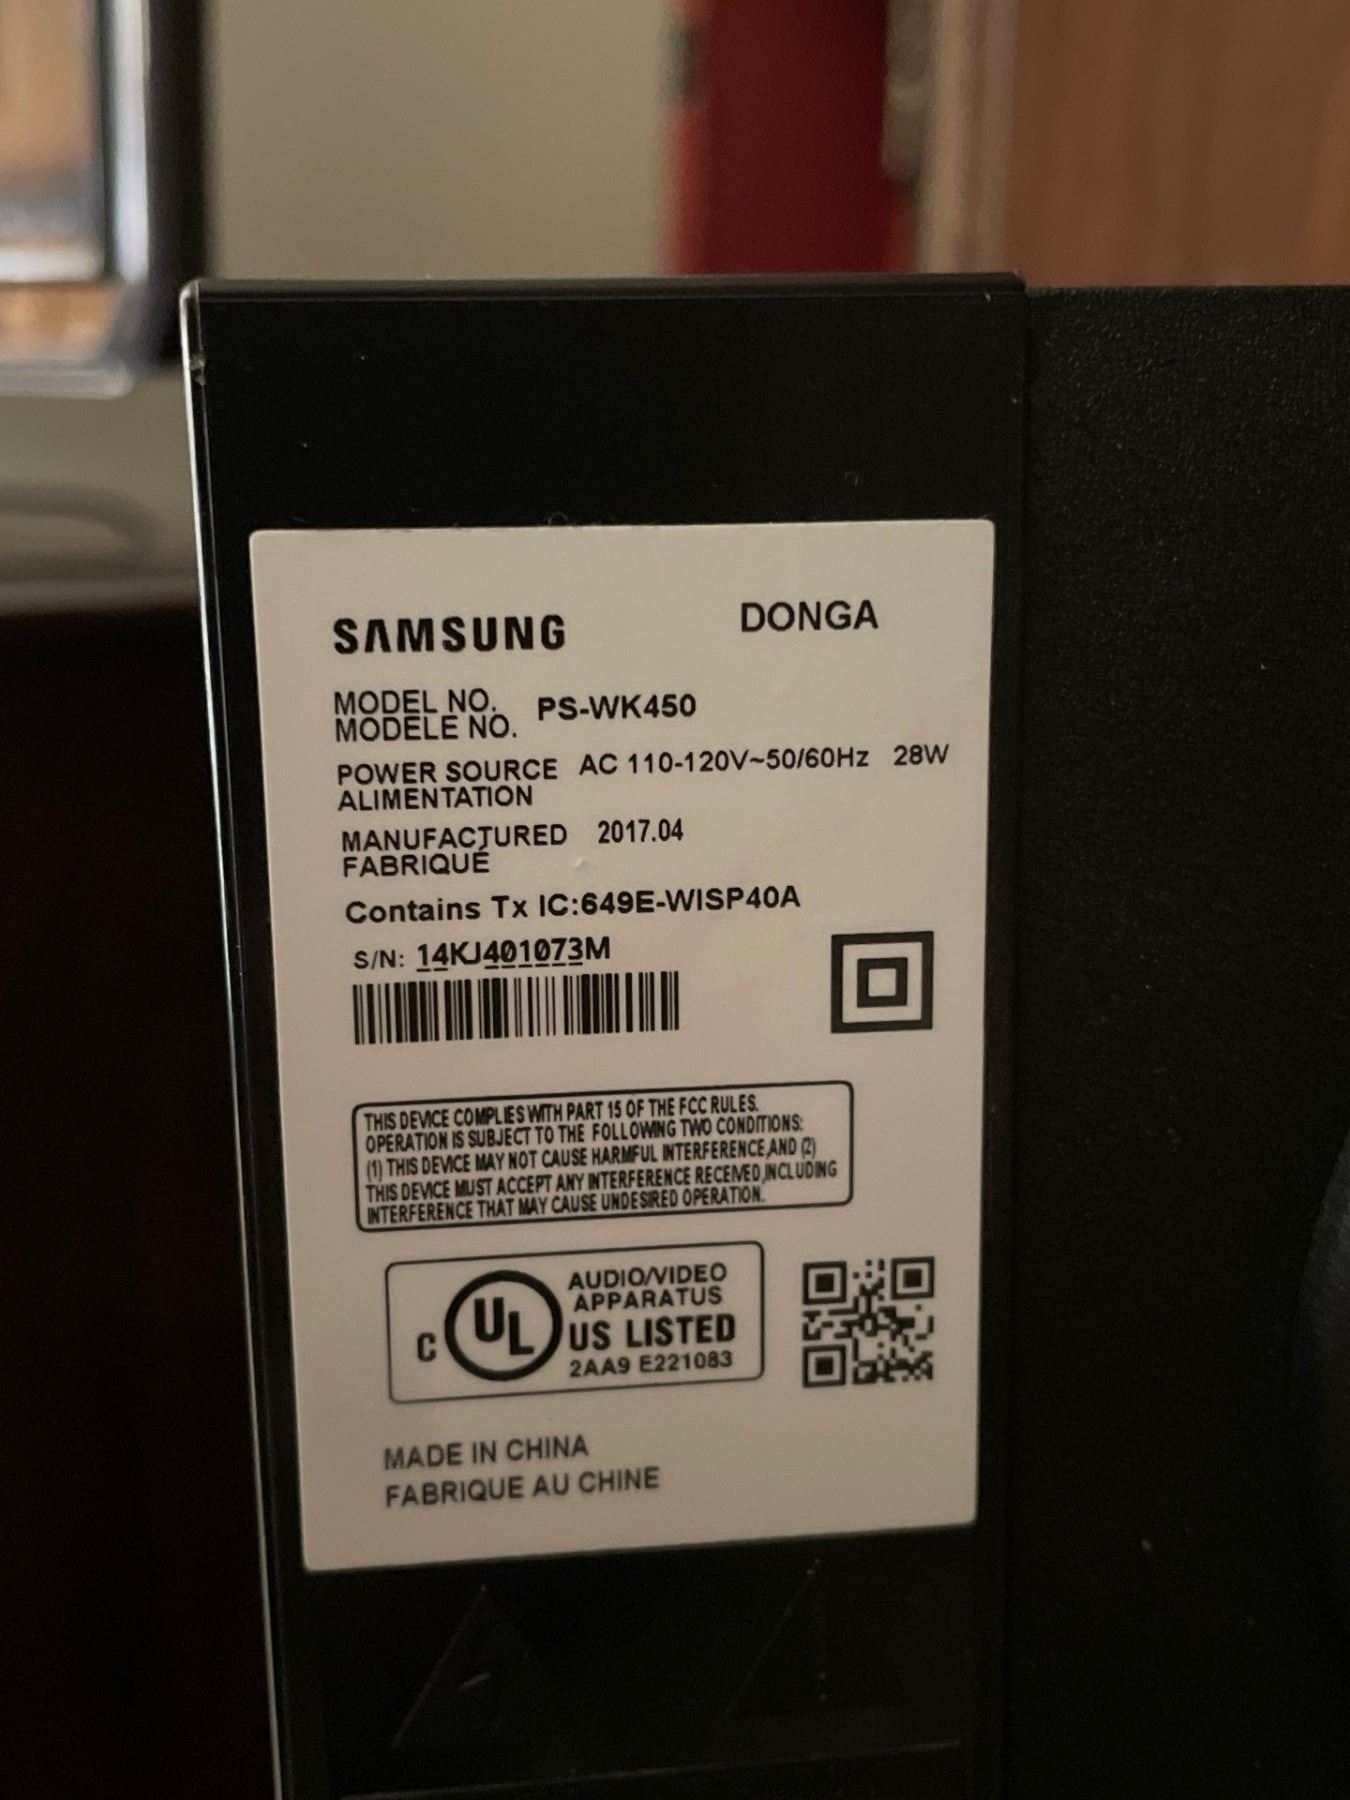 SAMSUNG DONGA
MODEL NO.
MODELE NO. PS-WK450
POWER SOURCE AC 110-120V~50/60Hz 28W
ALIMENTATION
MANUFACTURED 2017.04
FABRIQUÉ
Contains Tx IC:649E-WISP40A
S/N: 14KJ401073M
THIS DEVICE COMPLIES WITH PART 15 OF THE FCC RULES.
OPERATION IS SUBJECT TO THE FOLLOWING TWO CONDITIONS:
(1) THIS DEVICE MAY NOT CAUSE HARMFUL INTERFERENCE,AND (2)
THIS DEVICE MUST ACCEPT ANY INTERFERENCE RECEIVED,INCLUDING
INTERFERENCE THAT MAY CAUSE UNDESIRED OPERATION.
AUDIO/VIDEO
APPARATUS
C UL US LISTED
2AA9 E221083
MADE IN CHINA
FABRIQUE AU CHINE